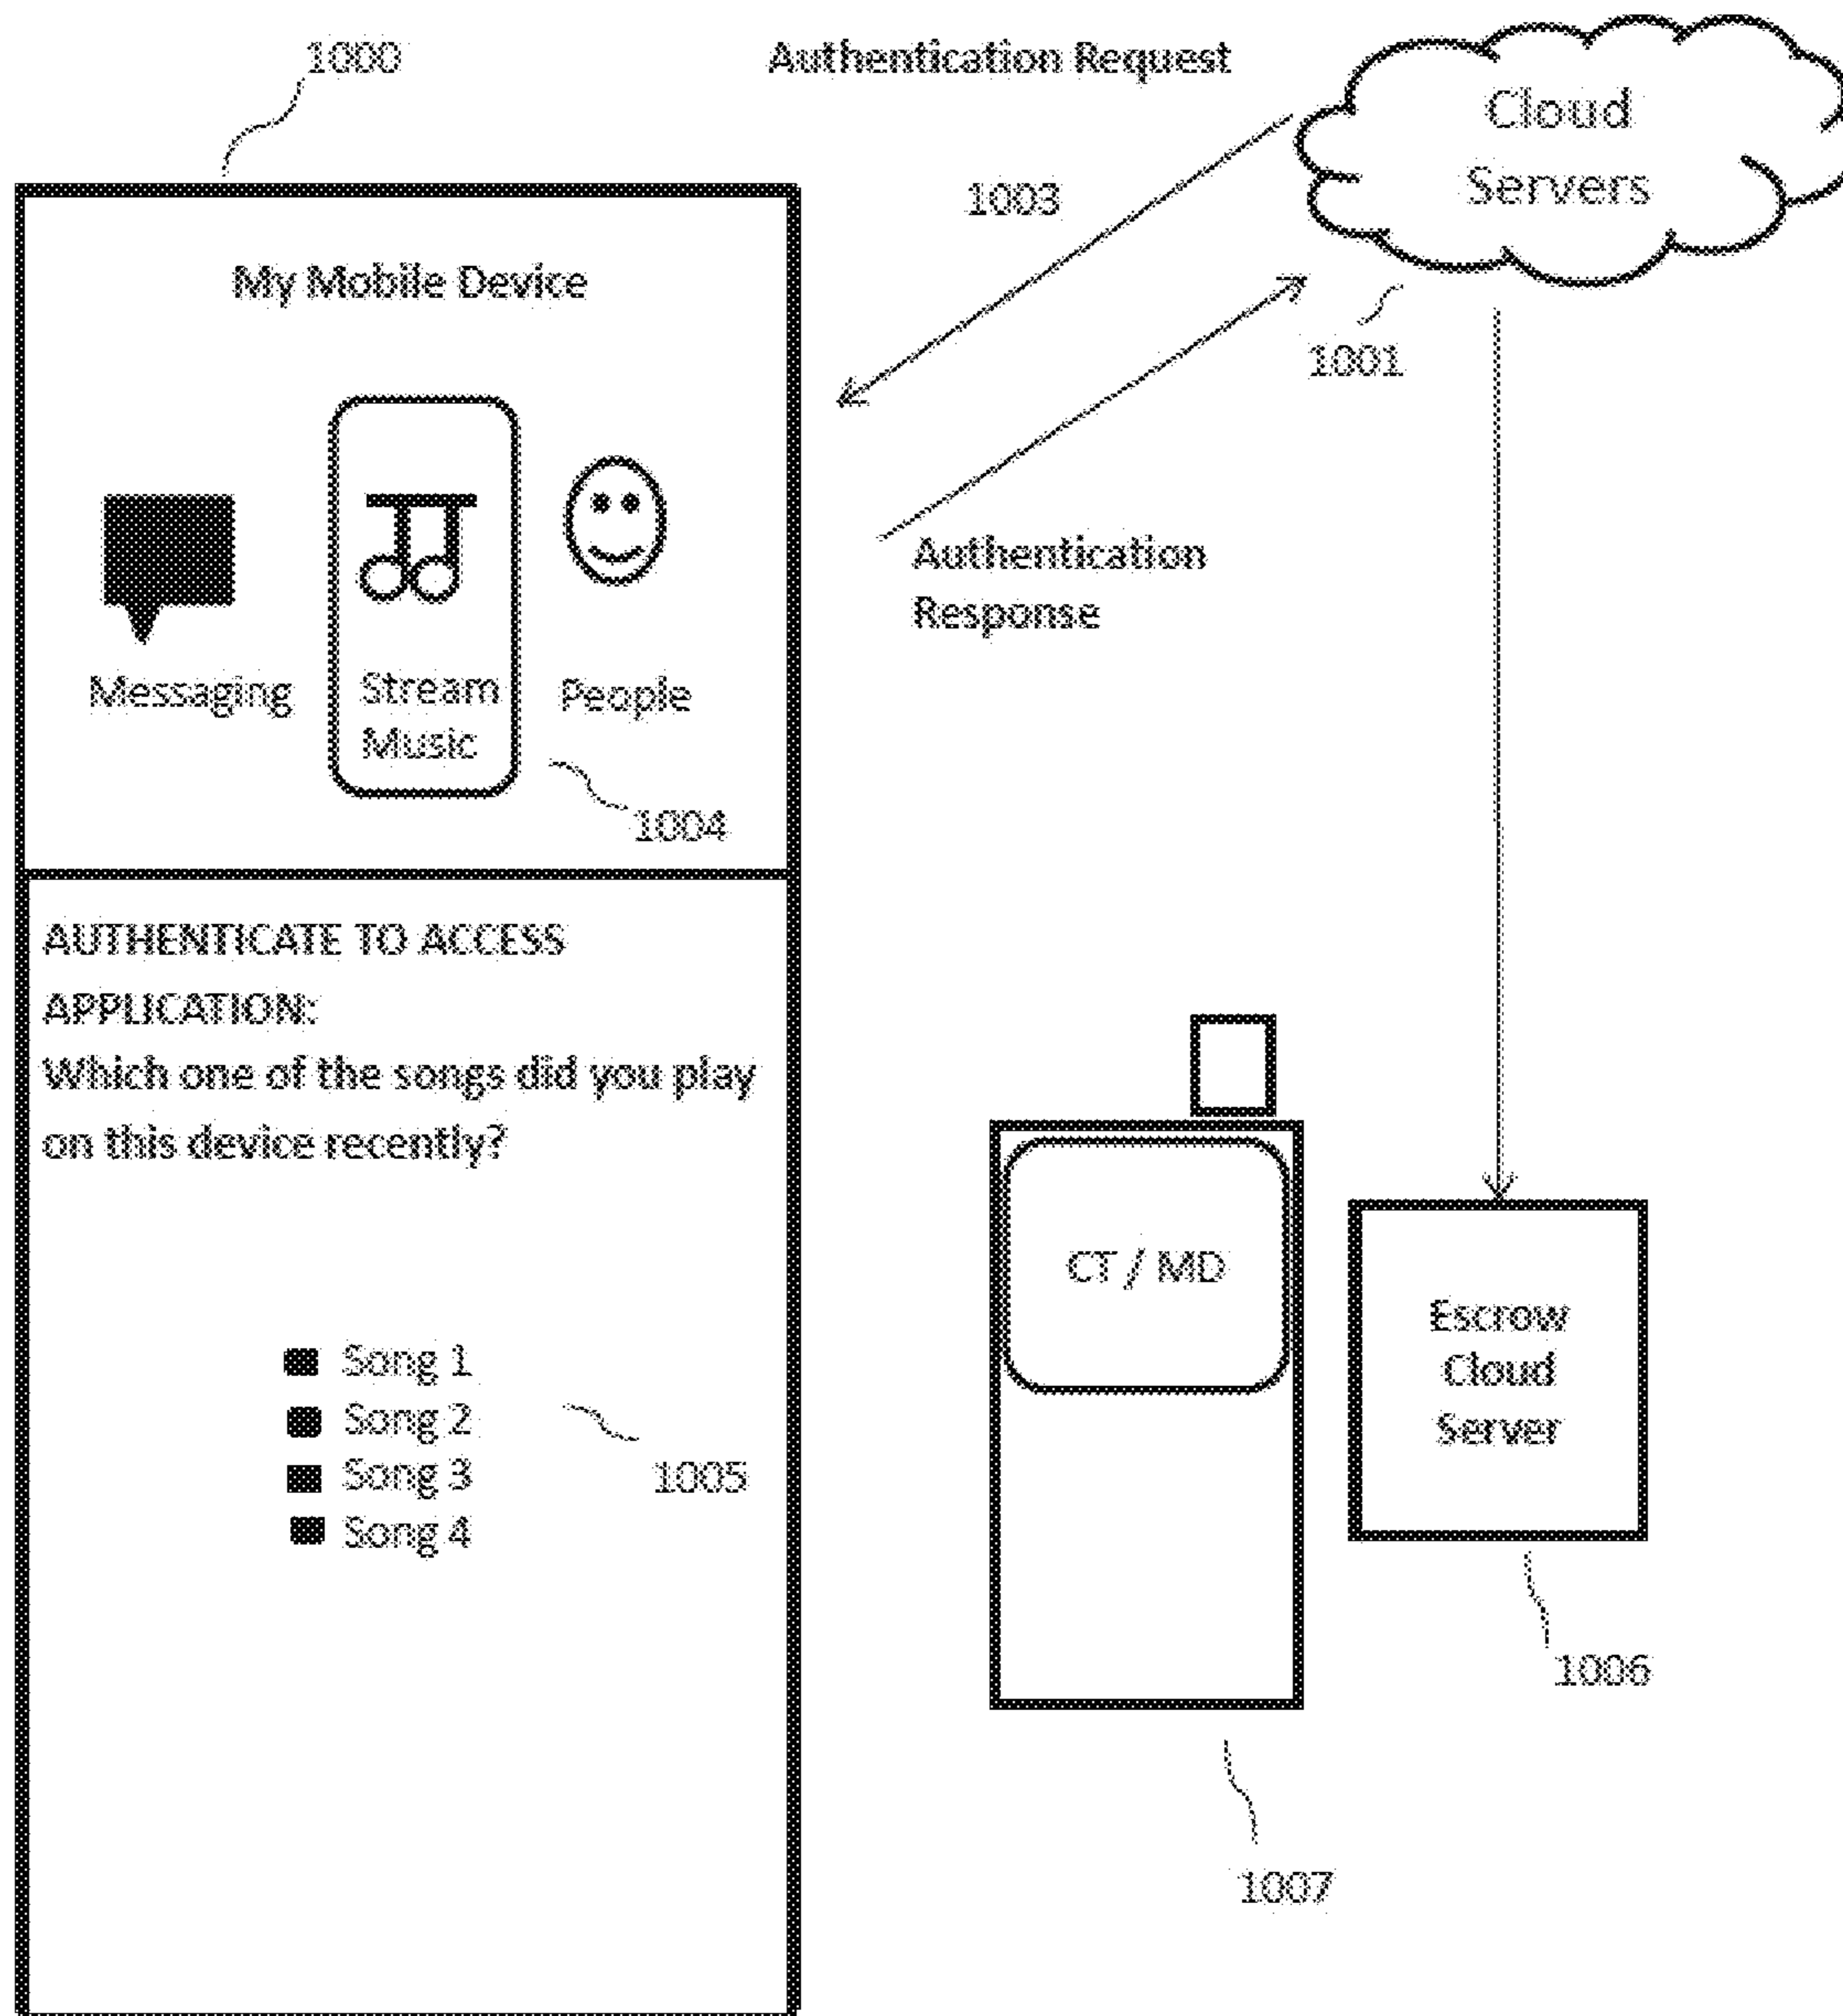 1000
Authentication Request
Cloud
Servers
1003
My Mobile Device
1001
Authentication
Response
Messaging
Stream
Music
People
1004
AUTHENTICATE TO ACCESS
APPLICATION:
Which one of the songs did you play
on this device recently?
CT / MD
Escrow
Cloud
Server
Song 1
Song 2
Song 3
Song 4
1005
1006
1007